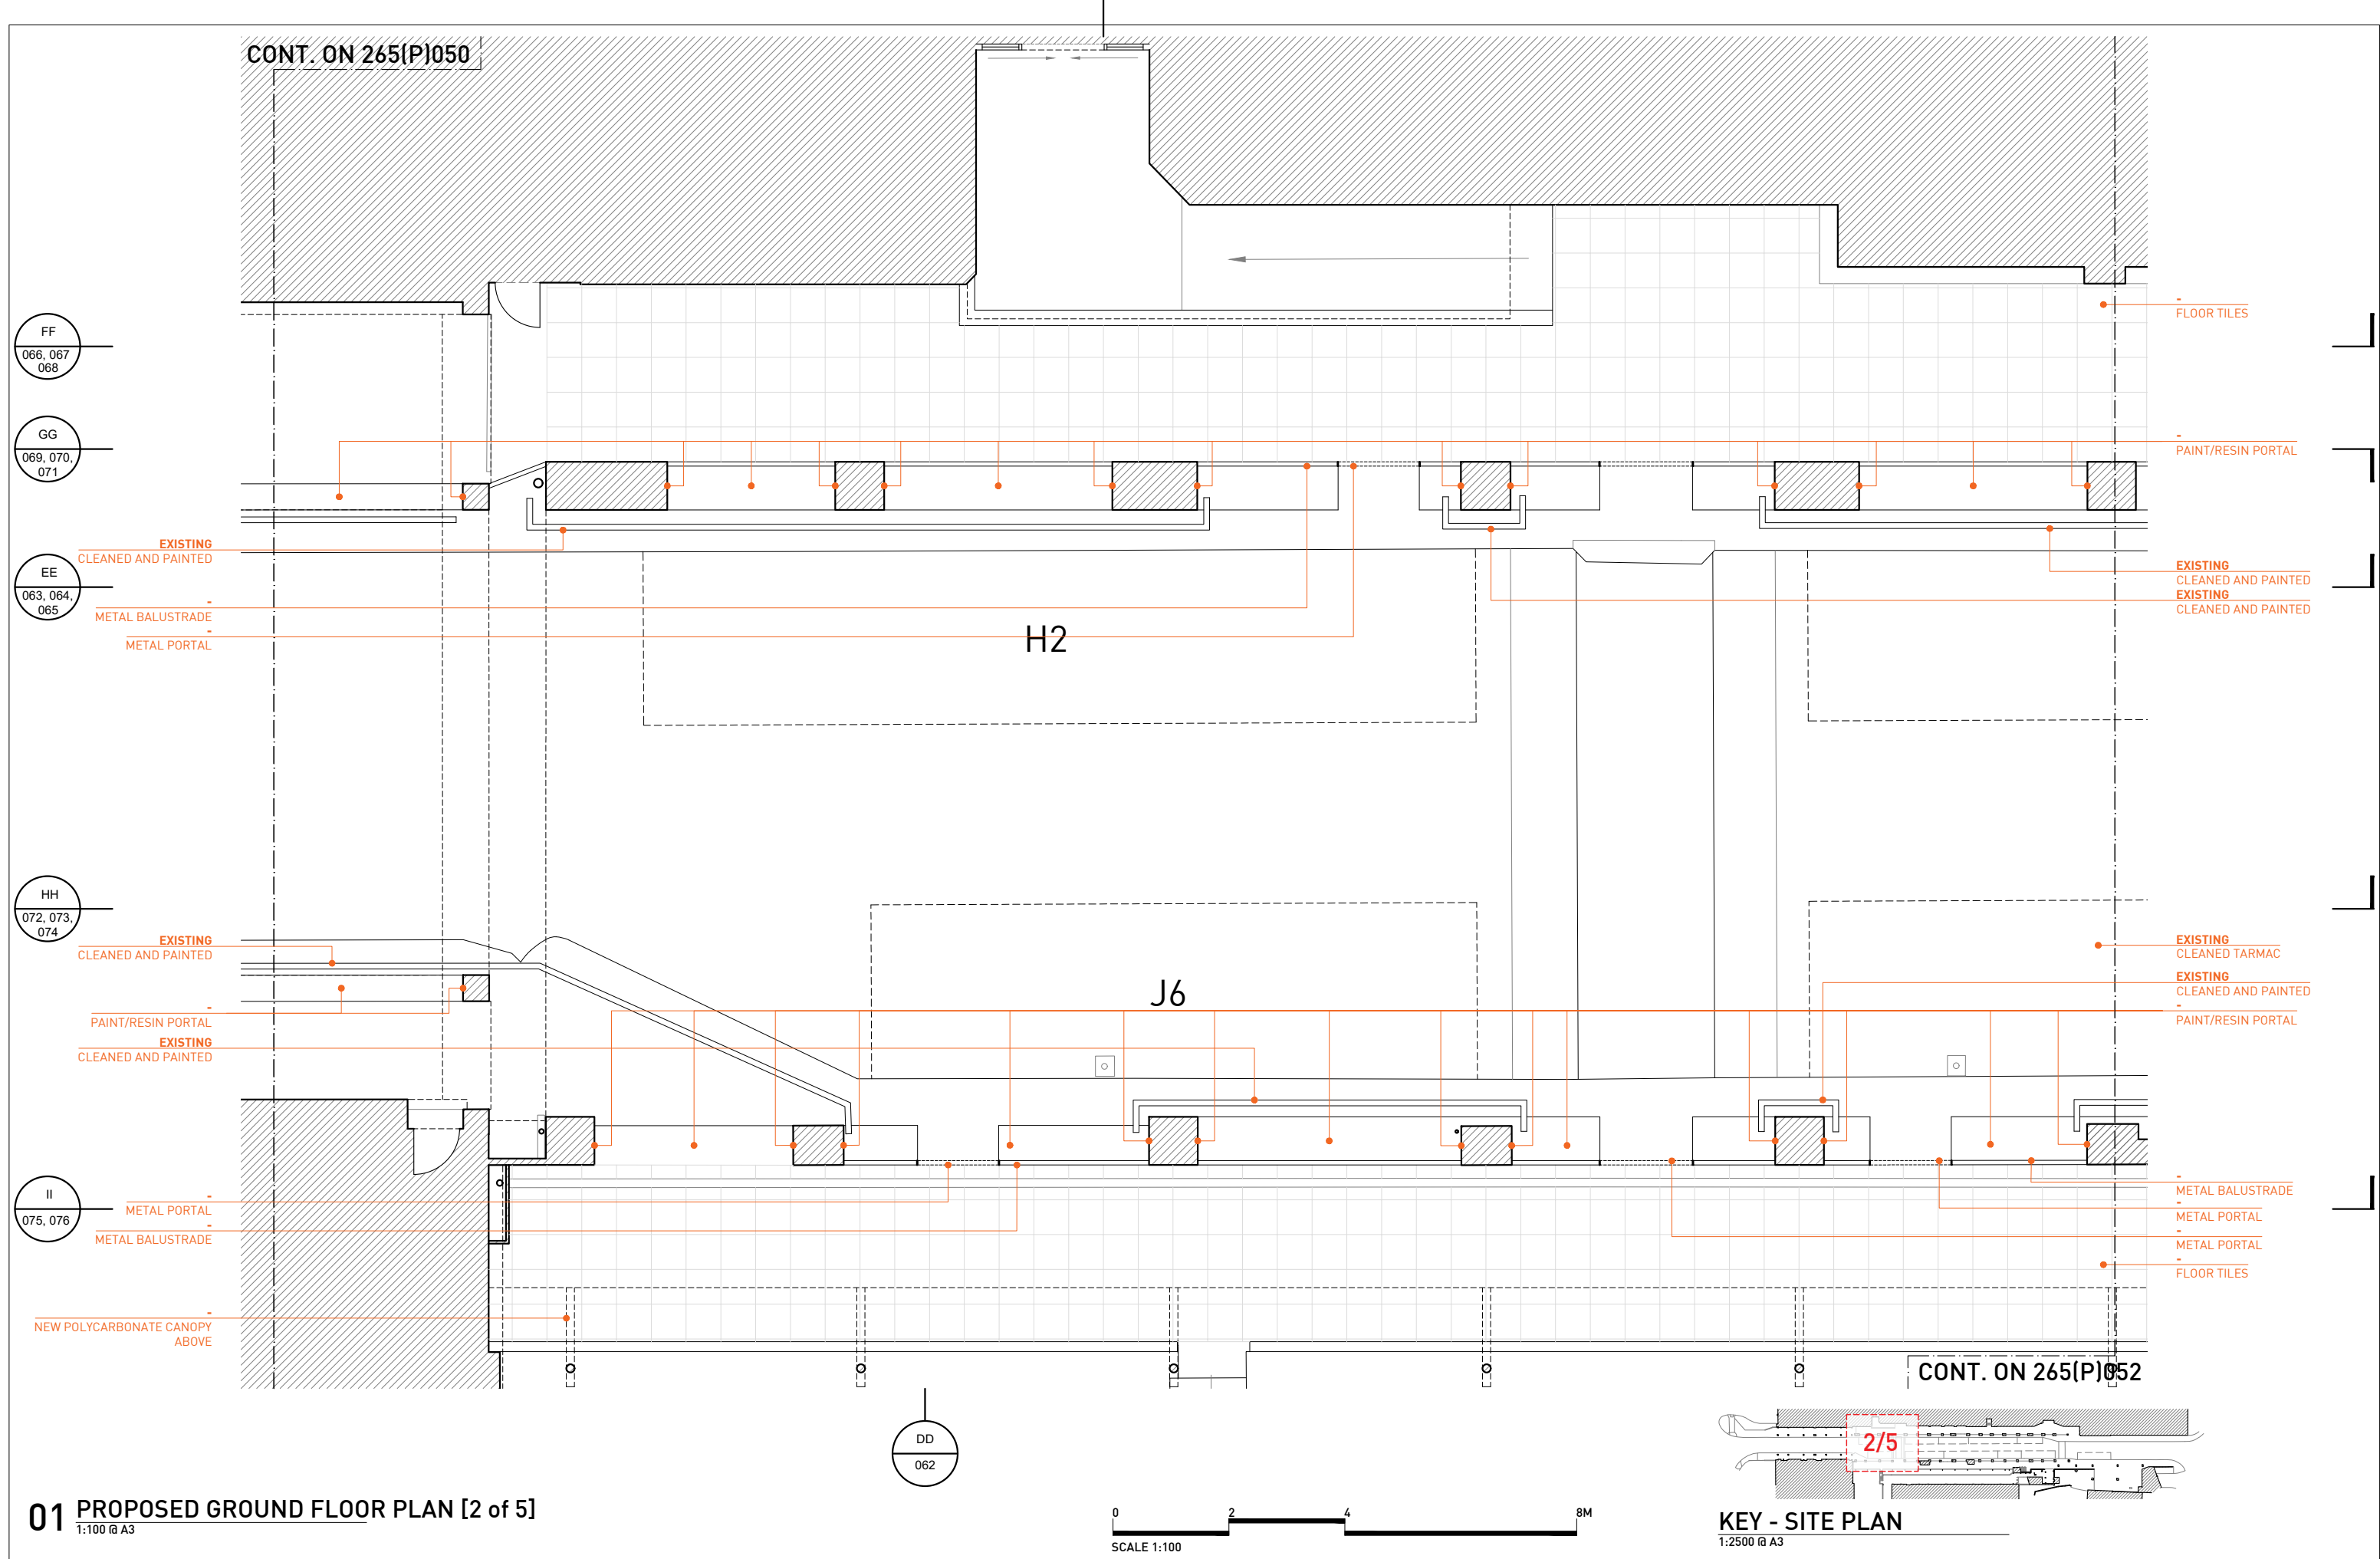 CONT. ON 265(P)050
FF
066, 067
068
GG
069, 070,
071
EE
063, 064,
065
HH
072, 073,
074
II
075, 076
EXISTING
CLEANED AND PAINTED
-
METAL BALUSTRADE
-
METAL PORTAL
EXISTING
CLEANED AND PAINTED
-
PAINT/RESIN PORTAL
EXISTING
CLEANED AND PAINTED
-
METAL PORTAL
-
METAL BALUSTRADE
-
NEW POLYCARBONATE CANOPY
ABOVE
H2
J6
-
FLOOR TILES
-
PAINT/RESIN PORTAL
EXISTING
CLEANED AND PAINTED
EXISTING
CLEANED AND PAINTED
EXISTING
CLEANED TARMAC
EXISTING
CLEANED AND PAINTED
-
PAINT/RESIN PORTAL
-
METAL BALUSTRADE
-
METAL PORTAL
-
METAL PORTAL
-
FLOOR TILES
CONT. ON 265(P)052
DD
062
2/5
01 PROPOSED GROUND FLOOR PLAN [2 of 5]
1:100 @ A3
0 2 4 8M
SCALE 1:100
KEY - SITE PLAN
1:2500 @ A3